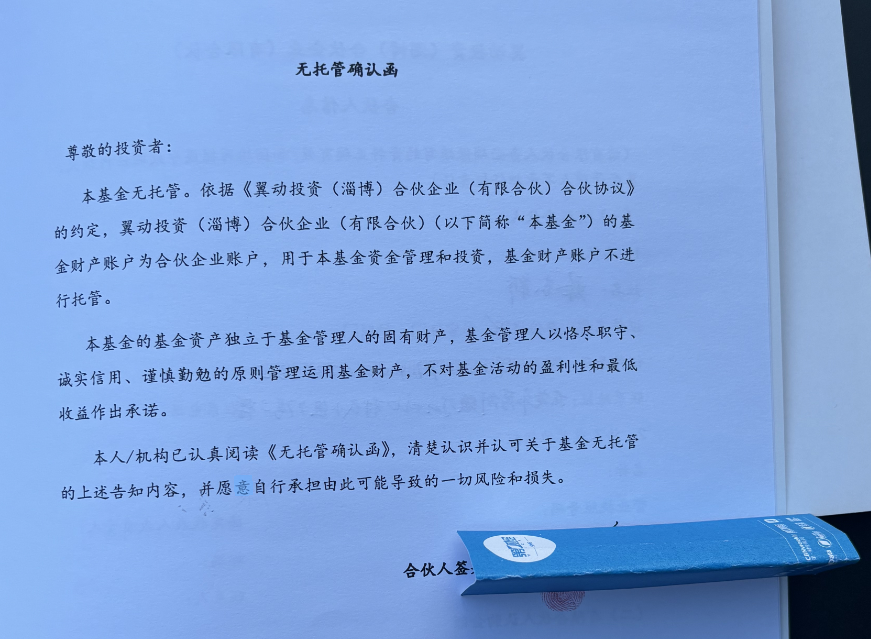 无托管确认函
尊敬的投资者：
本基金无托管。依据《翼动投资（淄博）合伙企业（有限合伙）合伙协议》
的约定，翼动投资（淄博）合伙企业（有限合伙）（以下简称“本基金”）的基
金财产账户为合伙企业账户，用于本基金资金管理和投资，基金财产账户不进
行托管。
本基金的基金资产独立于基金管理人的固有财产，基金管理人以恪尽职守、
诚实信用、谨慎勤勉的原则管理运用基金财产，不对基金活动的盈利性和最低
收益作出承诺。
本人/机构已认真阅读《无托管确认函》，清楚认识并认可关于基金无托管
的上述告知内容，并愿意自行承担由此可能导致的一切风险和损失。
合伙人签